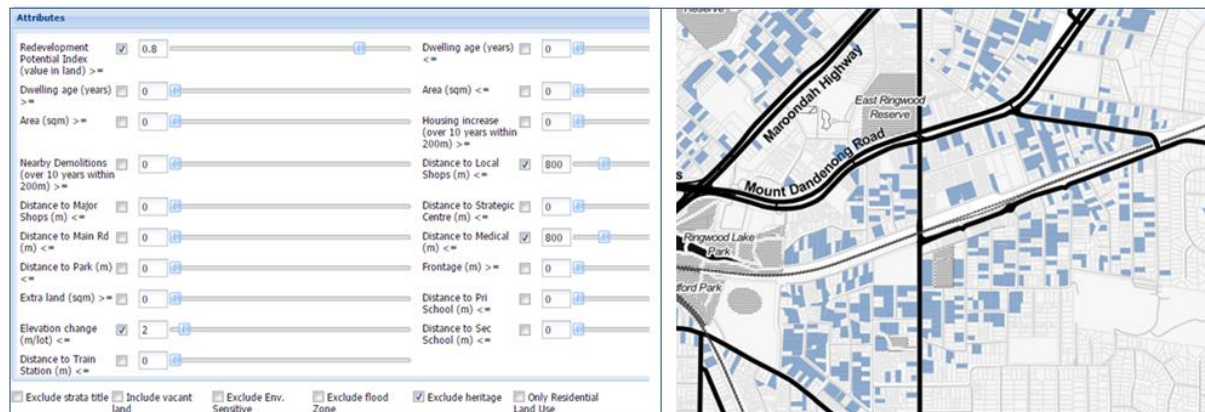 Attributes
Redevelopment
Potential Index
(value in land) >=
0.8
Dwelling age (years)
<=
0
Dwelling age (years)
>=
0
Area (sqm) <=
0
Area (sqm) >=
0
Housing increase
(over 10 years within
200m) >=
0
Nearby Demolitions
(over 10 years within
200m) >=
0
Distance to Local
Shops (m) <=
800
Distance to Major
Shops (m) <=
0
Distance to Strategic
Centre (m) <=
0
Distance to Main Rd
(m) <=
0
Distance to Medical
(m) <=
800
Distance to Park (m)
<=
0
Frontage (m) >=
0
Extra land (sqm) >=
0
Distance to Pri
School (m) <=
0
Elevation change
(m/lot) <=
2
Distance to Sec
School (m) <=
0
Distance to Train
Station (m) <=
0
Exclude strata title
Include vacant
land
Exclude Env.
Sensitive
Exclude flood
Zone
Exclude heritage
Only Residential
Land Use
Reserve
Maroondah Highway
East Ringwood
Reserve
Mount Dandenong Road
s
Ringwood Lake
Park
dford Park